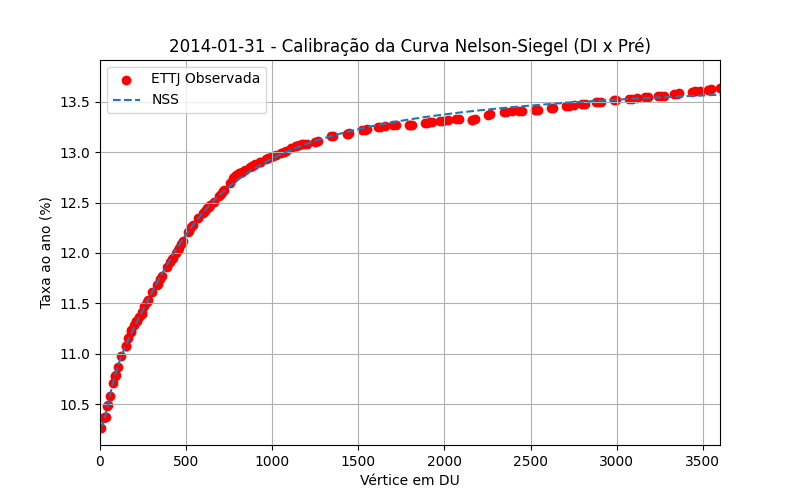 2014-01-31 - Calibração da Curva Nelson-Siegel (DI x Pré)
ETTJ Observada
NSS
Taxa ao ano (%)
13.5
13.0
12.5
12.0
11.5
11.0
10.5
0 500 1000 1500 2000 2500 3000 3500
Vértice em DU